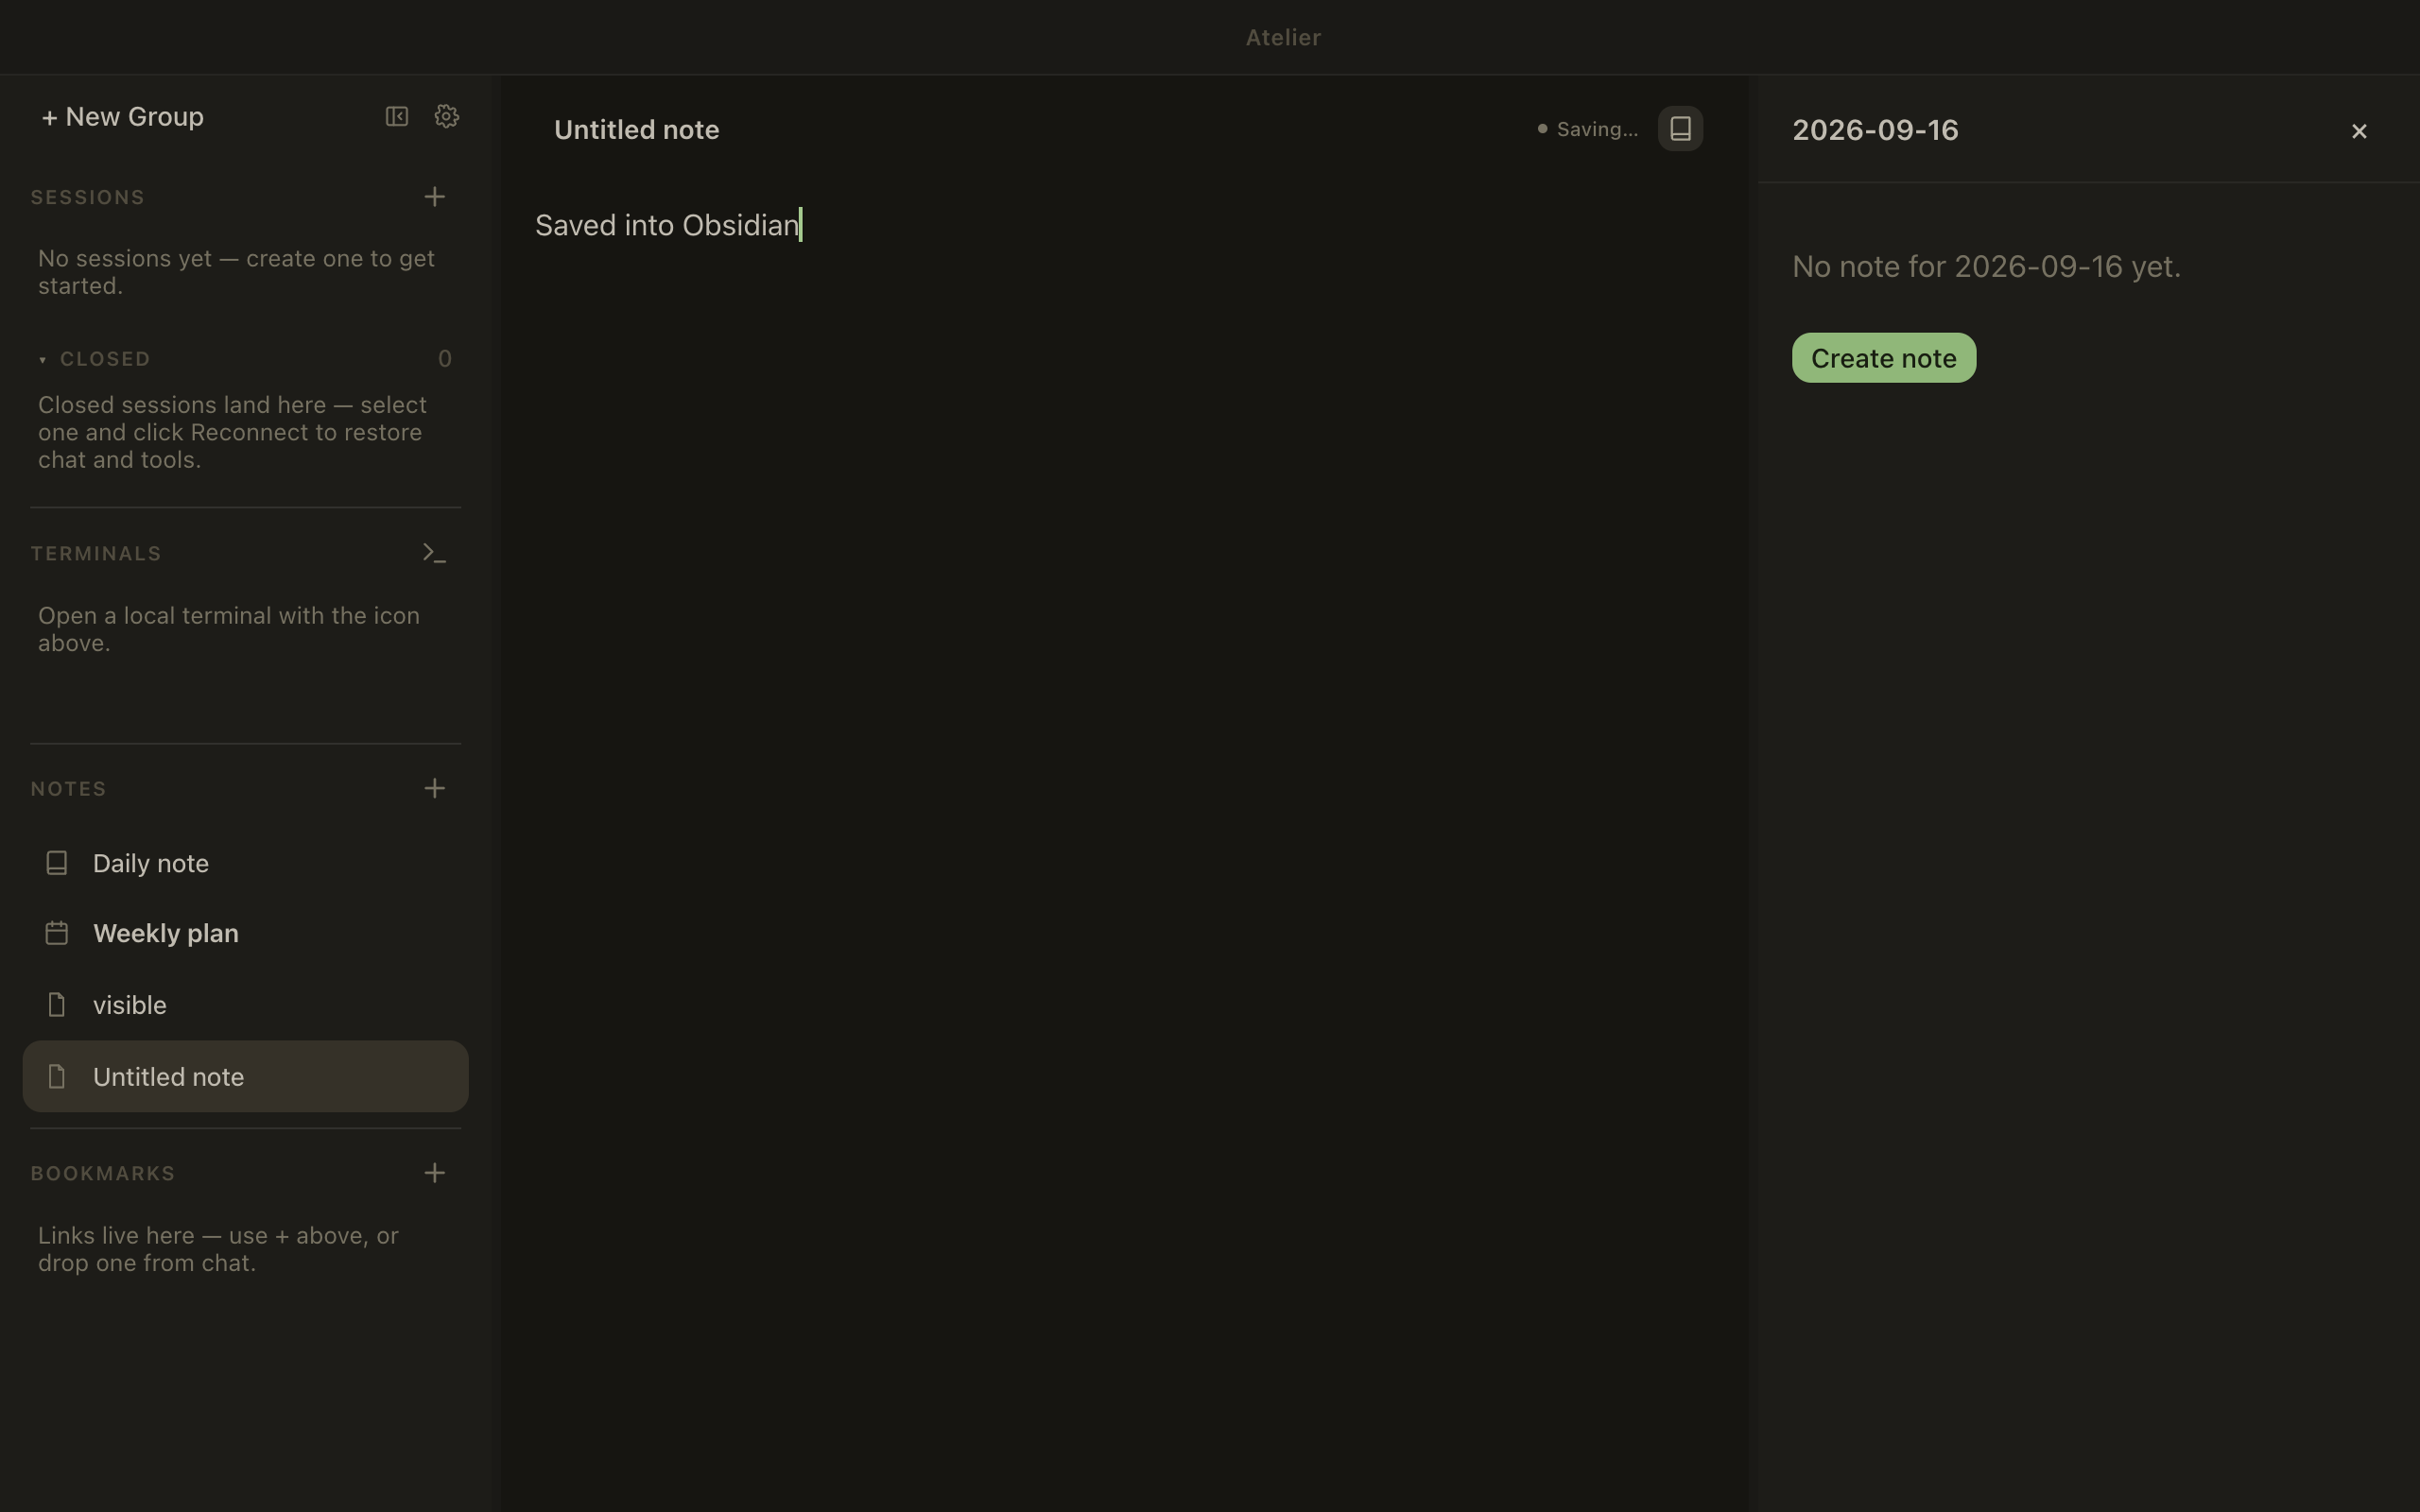 Atelier
+ New Group
SESSIONS
No sessions yet — create one to get
started.
CLOSED 0
Closed sessions land here — select
one and click Reconnect to restore
chat and tools.
TERMINALS
Open a local terminal with the icon
above.
NOTES
Daily note
Weekly plan
visible
Untitled note
BOOKMARKS
Links live here — use + above, or
drop one from chat.
Untitled note
Saving...
Saved into Obsidian
2026-09-16
No note for 2026-09-16 yet.
Create note